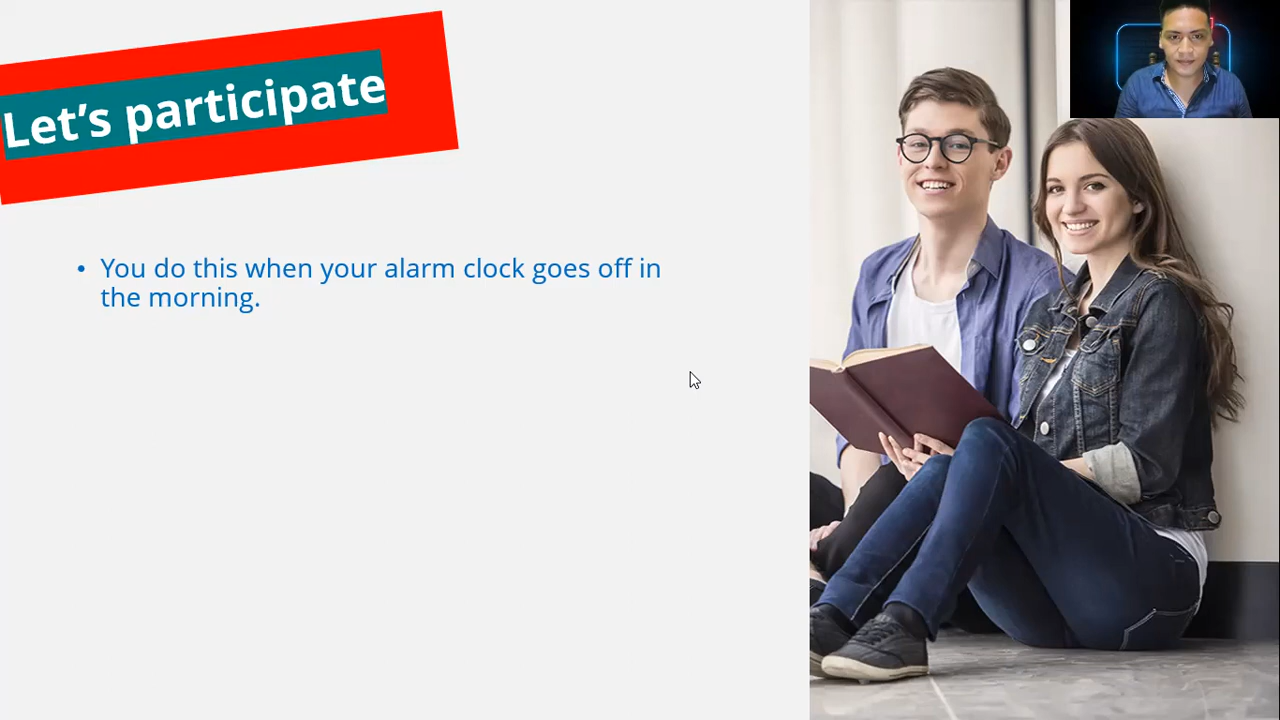 Let’s participate
• You do this when your alarm clock goes off in
the morning.